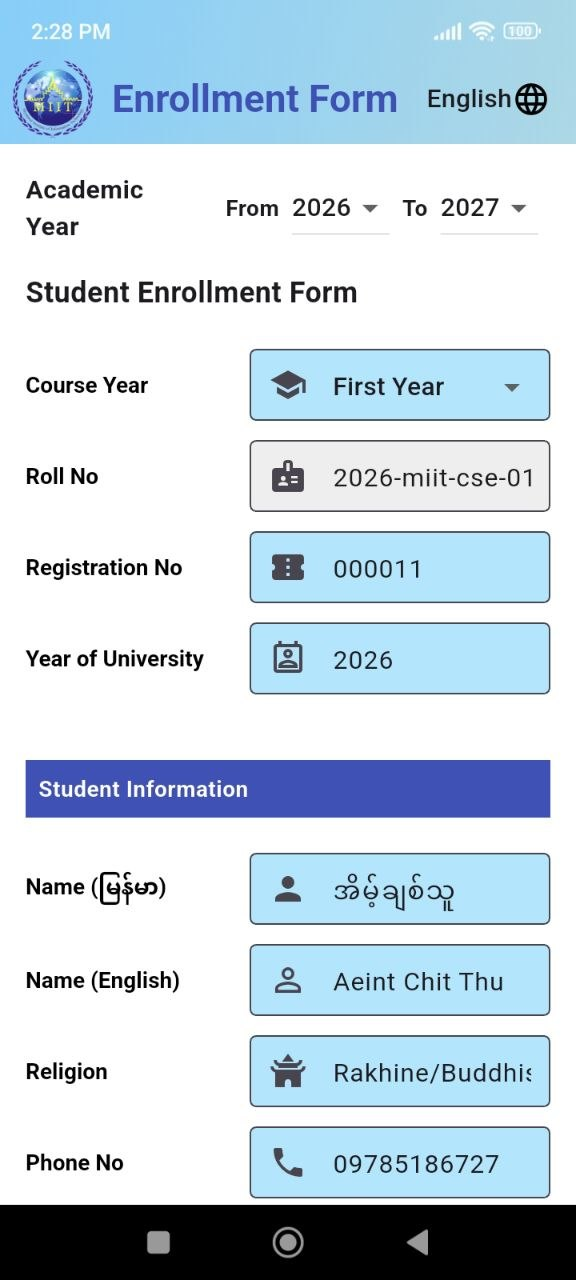 2:28 PM
100
MIIT
Enrollment Form
English
Academic
Year
From 2026 To 2027
Student Enrollment Form
Course Year First Year
Roll No 2026-miit-cse-01
Registration No 000011
Year of University 2026
Student Information
Name (မြန်မာ) အိမ့်ချစ်သူ
Name (English) Aeint Chit Thu
Religion Rakhine/Buddhis
Phone No 09785186727